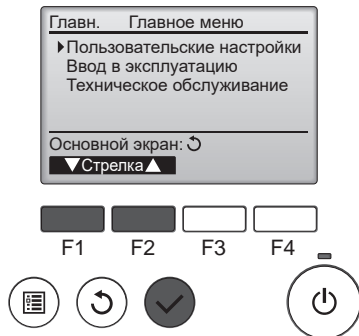 Главн. Главное меню
Пользовательские настройки
Ввод в эксплуатацию
Техническое обслуживание
Основной экран:
▼Стрелка▲
F1 F2 F3 F4